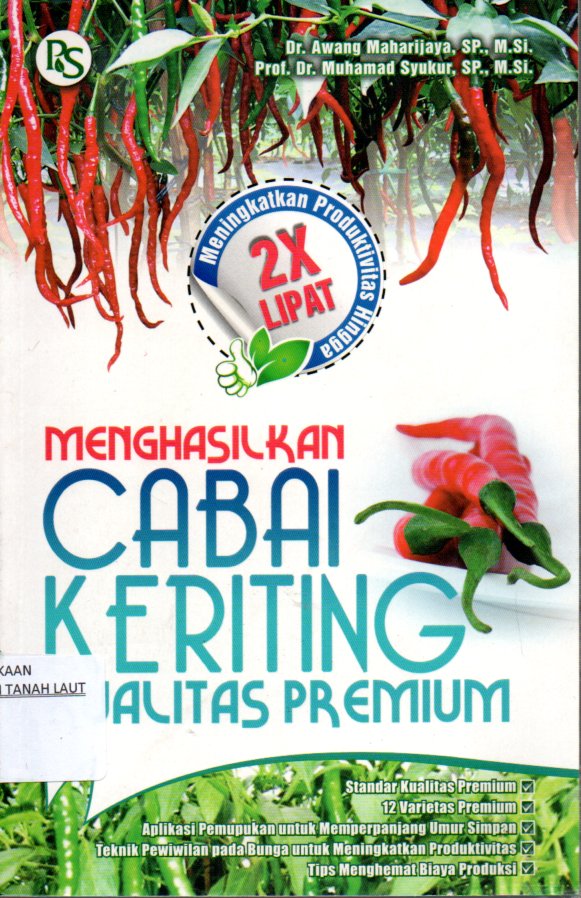 PS
Dr. Awang Maharijaya, SP., M.Si.
Prof. Dr. Muhamad Syukur, SP., M.Si.
Meningkatkan Produktivitas Hingga
2X
LIPAT
MENGHASILKAN
CABAI
KERITING
UALITAS PREMIUM
KAAN
TANAH LAUT
Standar Kualitas Premium
12 Varietas Premium
Aplikasi Pemupukan untuk Memperpanjang Umur Simpan
Teknik Pewiwilan pada Bunga untuk Meningkatkan Produktivitas
Tips Menghemat Biaya Produksi